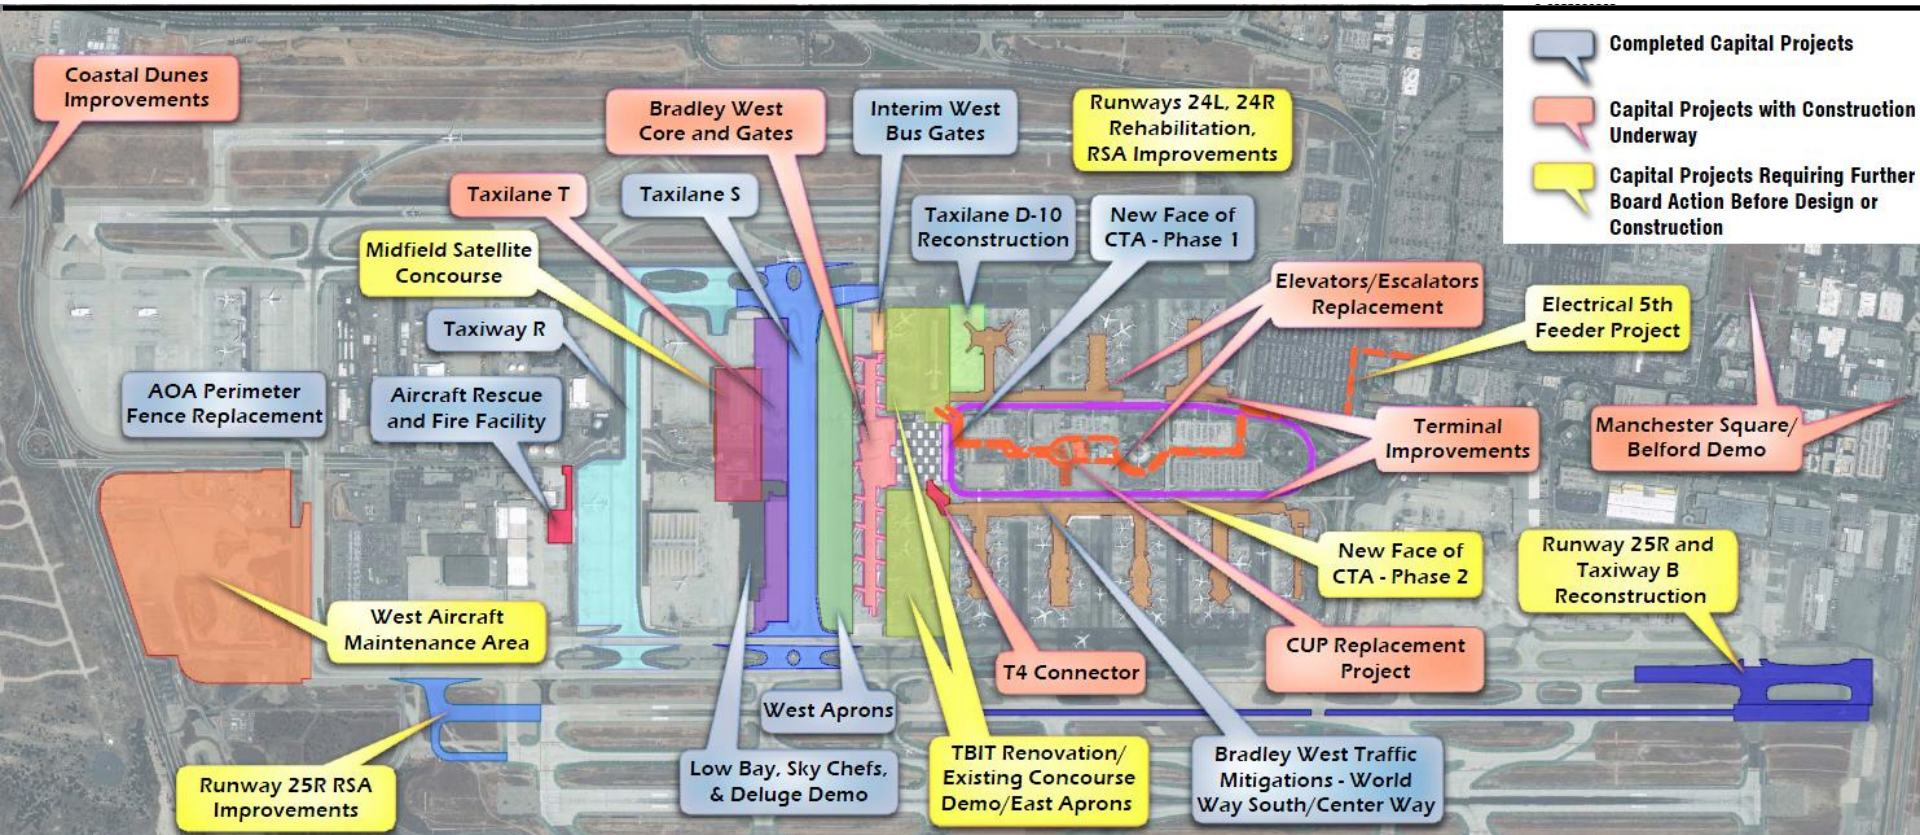 Completed Capital Projects
Capital Projects with Construction
Underway
Capital Projects Requiring Further
Board Action Before Design or
Construction
Coastal Dunes
Improvements
Bradley West
Core and Gates
Interim West
Bus Gates
Runways 24L, 24R
Rehabilitation,
RSA Improvements
Taxilane T
Taxilane S
Taxilane D-10
Reconstruction
New Face of
CTA - Phase 1
Midfield Satellite
Concourse
Elevators/Escalators
Replacement
Electrical 5th
Feeder Project
Taxiway R
AOA Perimeter
Fence Replacement
Aircraft Rescue
and Fire Facility
Terminal
Improvements
Manchester Square/
Belford Demo
New Face of
CTA - Phase 2
Runway 25R and
Taxiway B
Reconstruction
West Aircraft
Maintenance Area
T4 Connector
CUP Replacement
Project
West Aprons
Runway 25R RSA
Improvements
Low Bay, Sky Chefs,
& Deluge Demo
TBIT Renovation/
Existing Concourse
Demo/East Aprons
Bradley West Traffic
Mitigations - World
Way South/Center Way